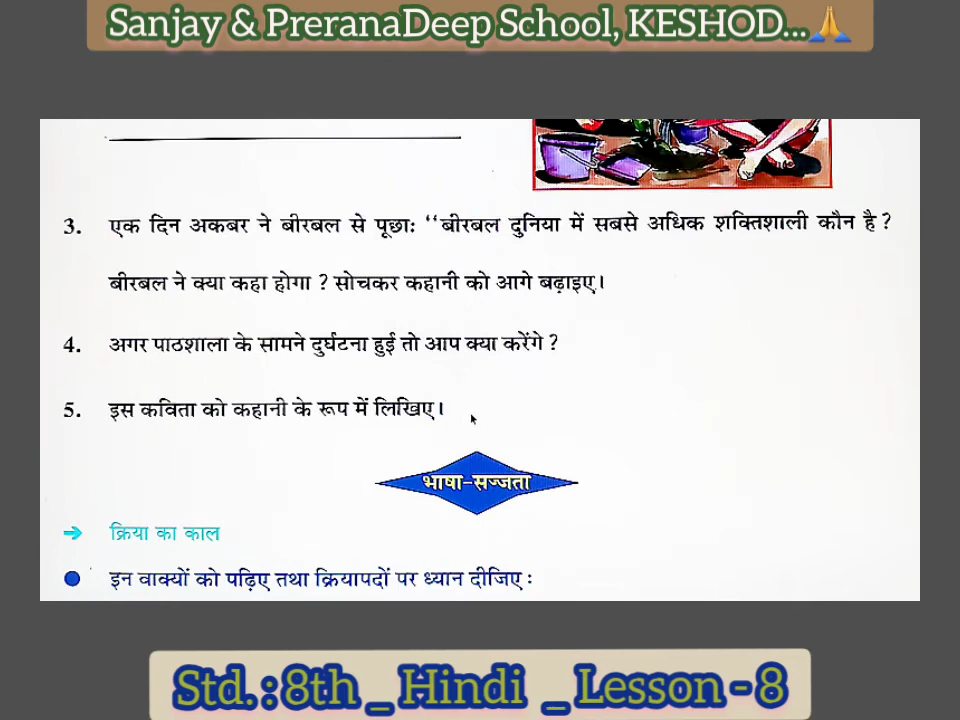 Sanjay & PreranaDeep School, KESHOD...🙏
3. एक दिन अकबर ने बीरबल से पूछाः ‘‘बीरबल दुनिया में सबसे अधिक शक्तिशाली कौन है ?
बीरबल ने क्या कहा होगा ? सोचकर कहानी को आगे बढ़ाइए।
4. अगर पाठशाला के सामने दुर्घटना हुई तो आप क्या करेंगे ?
5. इस कविता को कहानी के रूप में लिखिए।
भाषा-सज्जता
➔ क्रिया का काल
● इन वाक्यों को पढ़िए तथा क्रियापदों पर ध्यान दीजिए :
Std. : 8th _ Hindi _ Lesson - 8